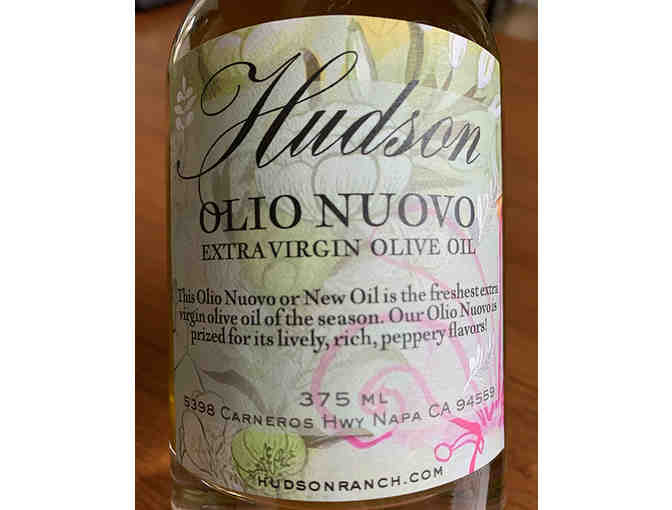 Hudson
OLIO NUOVO
EXTRA VIRGIN OLIVE OIL
This Olio Nuovo or New Oil is the freshest extra
virgin olive oil of the season. Our Olio Nuovo is
prized for its lively, rich, peppery flavors!
375 ML
5398 CARNEROS HWY NAPA CA 94559
HUDSONRANCH.COM